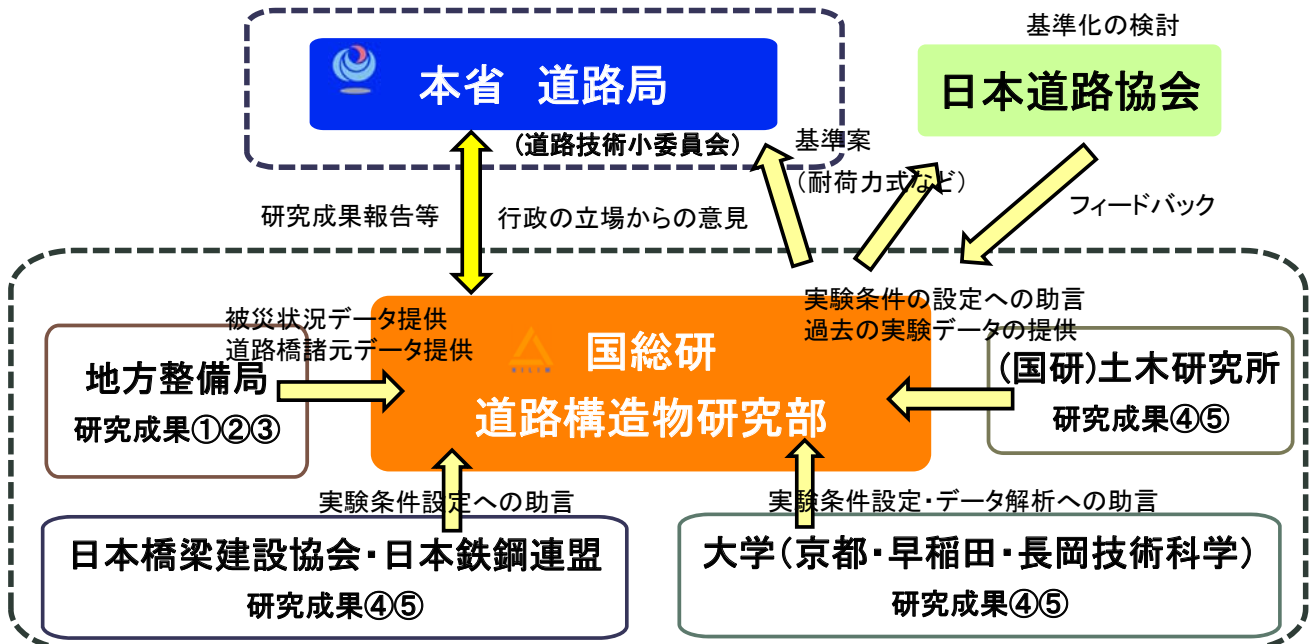 基準化の検討
本省 道路局
日本道路協会
(道路技術小委員会)
基準案
(耐荷力式など)
研究成果報告等
行政の立場からの意見
フィードバック
被災状況データ提供
道路橋諸元データ提供
実験条件の設定への助言
過去の実験データの提供
地方整備局
研究成果①②③
NILIM
国総研
道路構造物研究部
(国研)土木研究所
研究成果④⑤
実験条件設定への助言
実験条件設定・データ解析への助言
日本橋梁建設協会・日本鉄鋼連盟
研究成果④⑤
大学(京都・早稲田・長岡技術科学)
研究成果④⑤